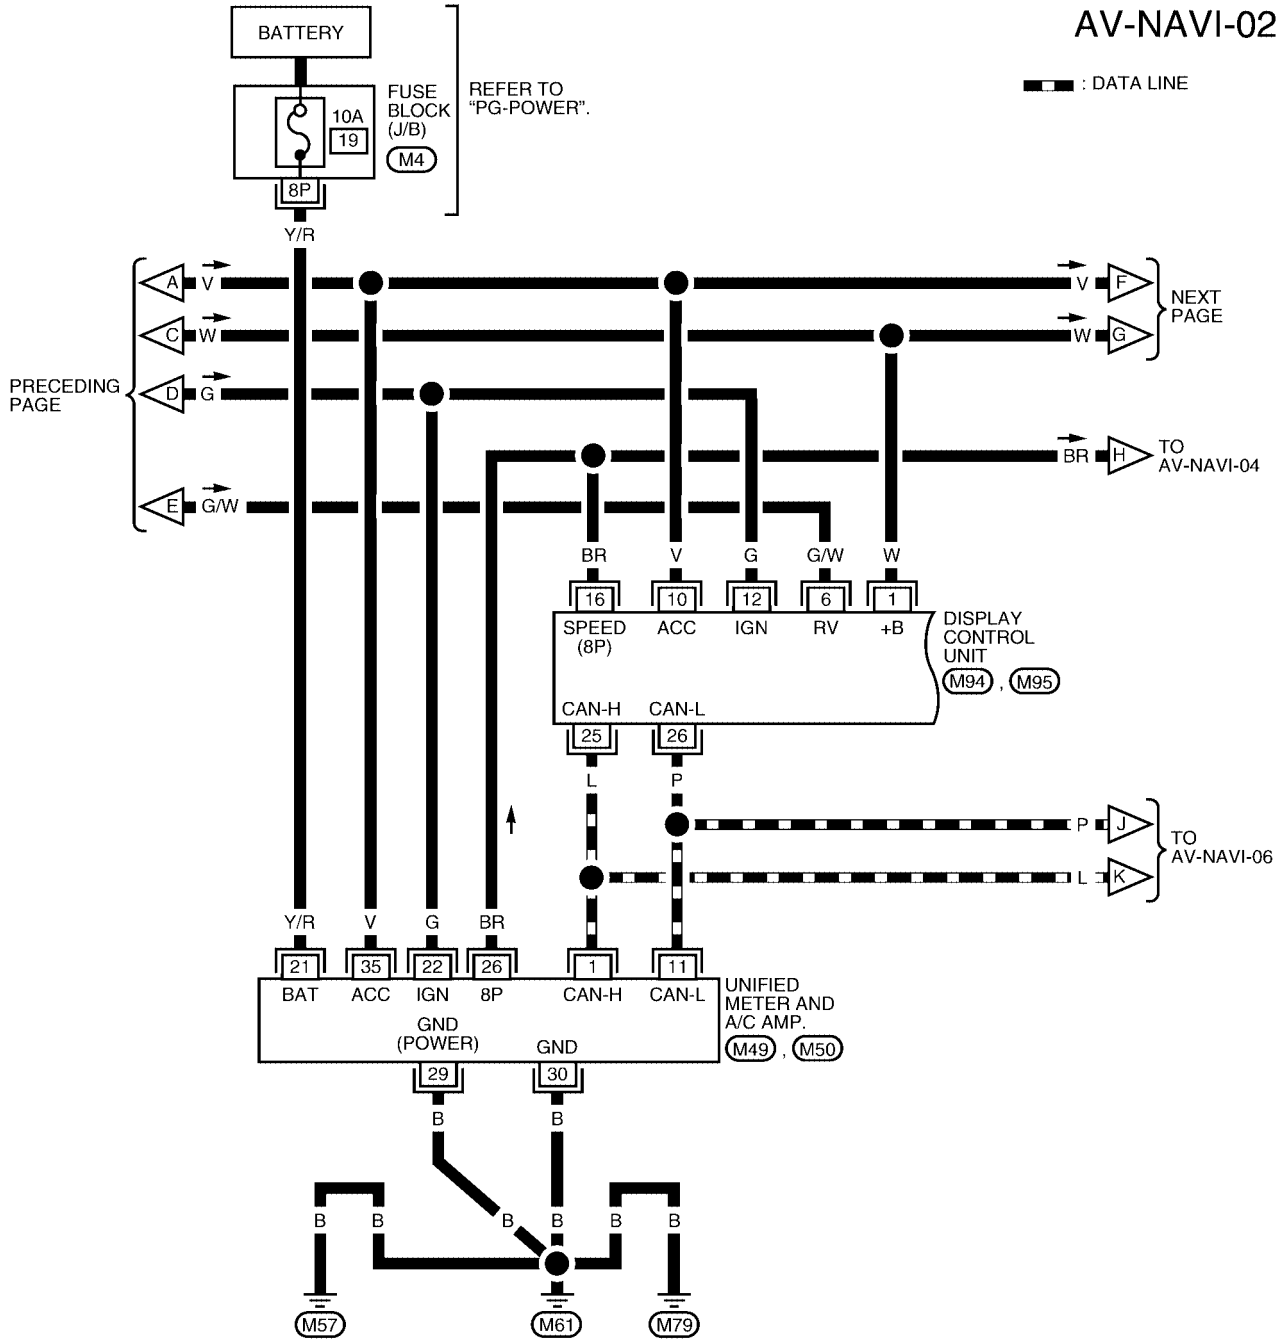 AV-NAVI-02
BATTERY
: DATA LINE
REFER TO
“PG-POWER”.
FUSE
BLOCK
(J/B)
M4
10A
19
8P
Y/R
A V V F
C W W G
NEXT
PAGE
PRECEDING
PAGE
D G
BR H
TO
AV-NAVI-04
E G/W
BR V G G/W W
16 10 12 6 1
SPEED
(8P)
ACC IGN RV +B
DISPLAY
CONTROL
UNIT
M94 , M95
CAN-H CAN-L
25 26
L P
P J
L K
TO
AV-NAVI-06
Y/R V G BR
21 35 22 26 1 11
BAT ACC IGN 8P CAN-H CAN-L
UNIFIED
METER AND
A/C AMP.
M49 , M50
GND
(POWER)
GND
29 30
B B
B B B B B B
M57 M61 M79